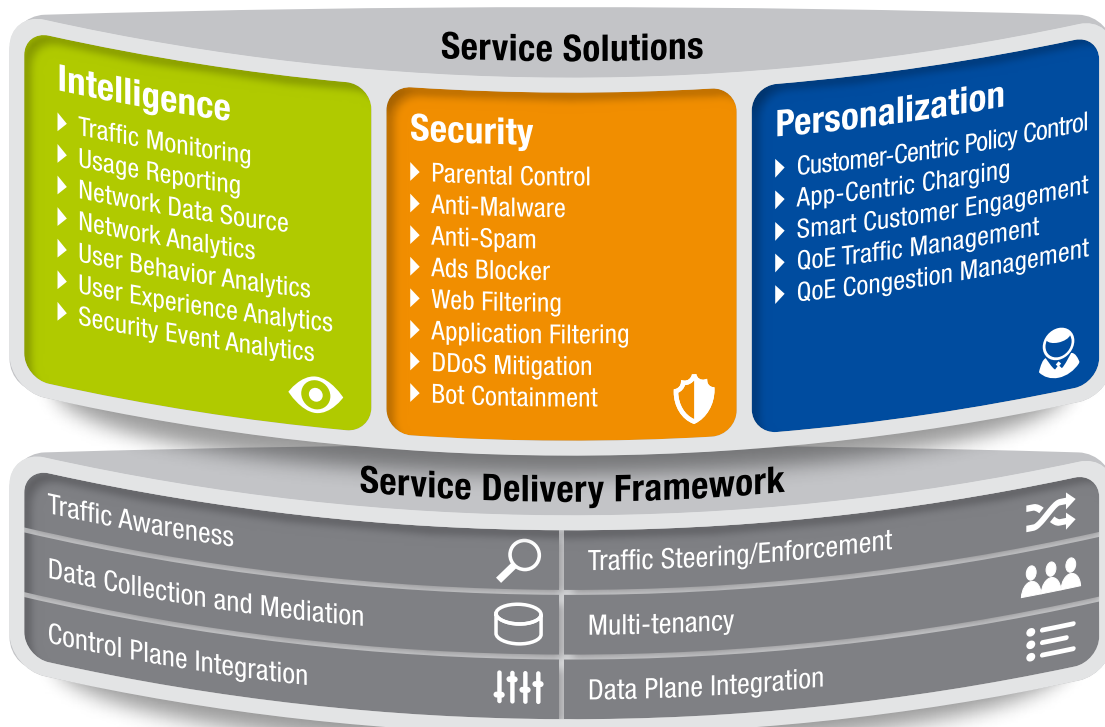 Service Solutions
Intelligence
Traffic Monitoring
Usage Reporting
Network Data Source
Network Analytics
User Behavior Analytics
User Experience Analytics
Security Event Analytics
Security
Parental Control
Anti-Malware
Anti-Spam
Ads Blocker
Web Filtering
Application Filtering
DDoS Mitigation
Bot Containment
Personalization
Customer-Centric Policy Control
App-Centric Charging
Smart Customer Engagement
QoE Traffic Management
QoE Congestion Management
Service Delivery Framework
Traffic Awareness
Data Collection and Mediation
Control Plane Integration
Traffic Steering/Enforcement
Multi-tenancy
Data Plane Integration